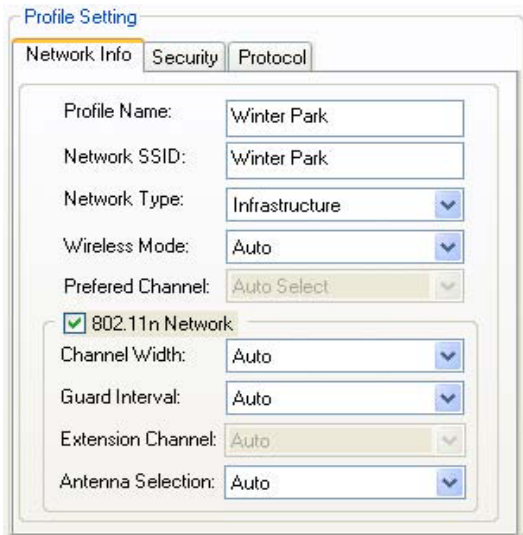 Profile Setting
Network Info Security Protocol
Profile Name: Winter Park
Network SSID: Winter Park
Network Type: Infrastructure
Wireless Mode: Auto
Prefered Channel: Auto Select
802.11n Network
Channel Width: Auto
Guard Interval: Auto
Extension Channel: Auto
Antenna Selection: Auto